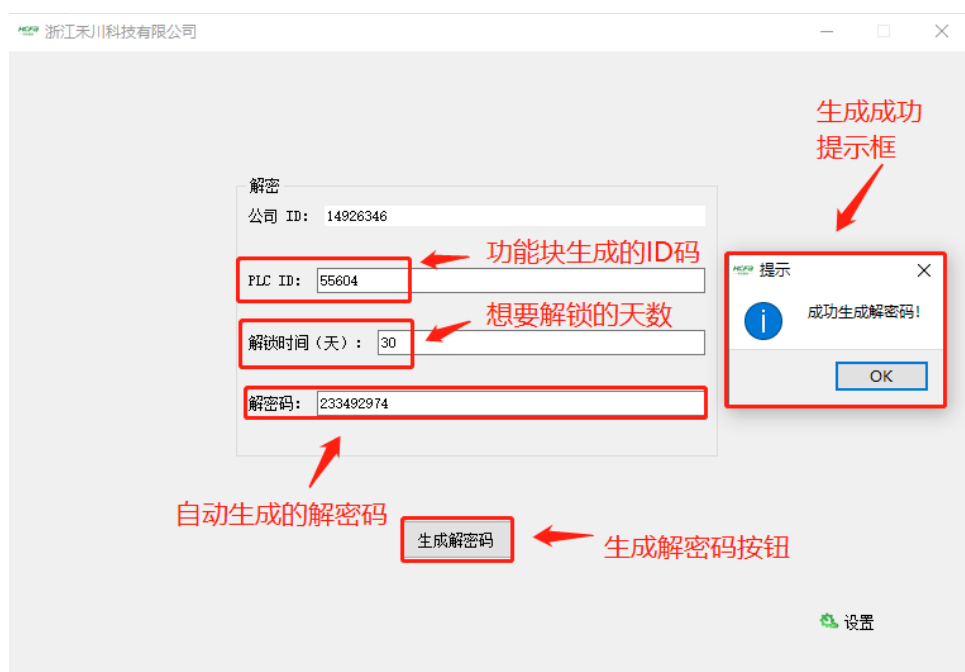 HCFA 浙江禾川科技有限公司
生成成功
提示框
解密
公司 ID: 14926346
功能块生成的ID码
PLC ID: 55604
HCFA 提示
成功生成解密码!
想要解锁的天数
解锁时间(天): 30
OK
解密码: 233492974
自动生成的解密码
生成解密码
生成解密码按钮
设置